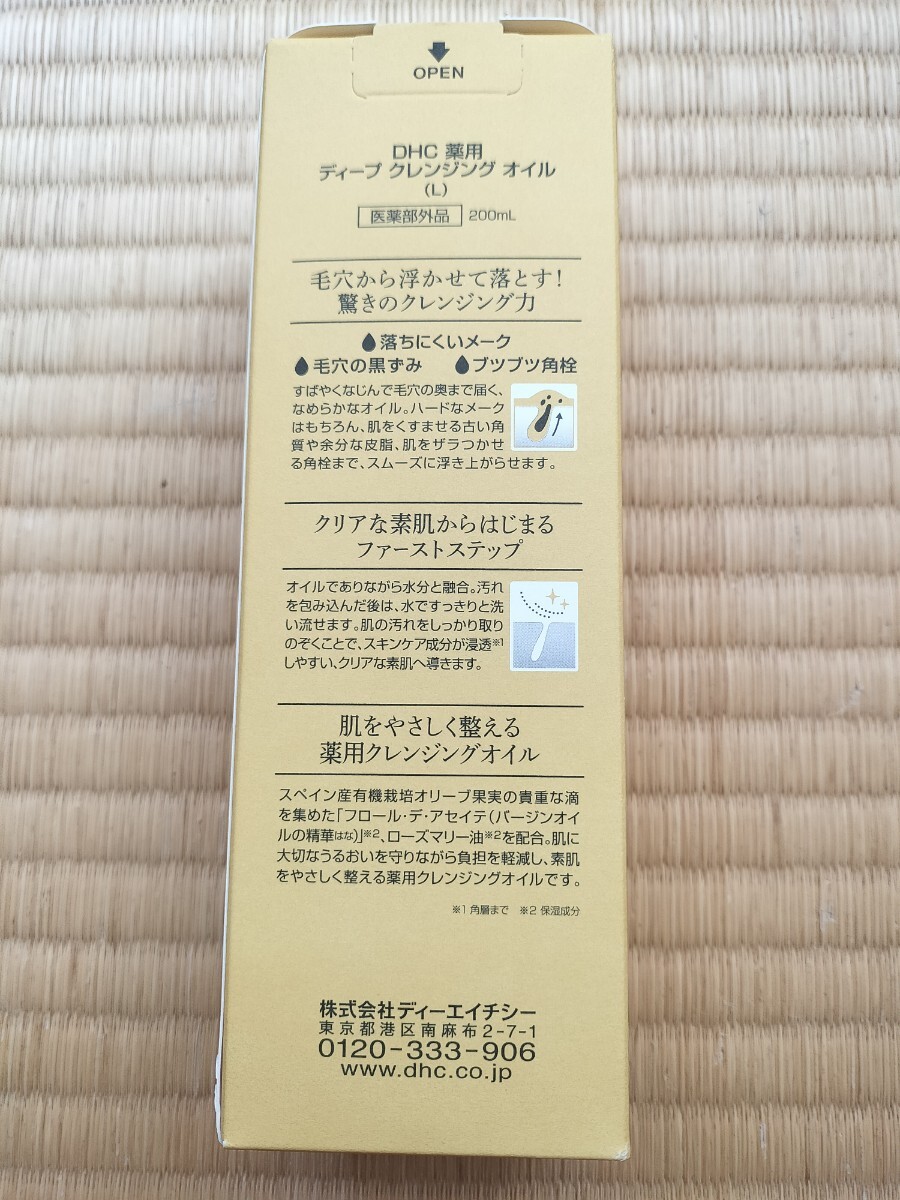 OPEN
DHC 薬用
ディープ クレンジング オイル
(L)
医薬部外品 200mL
毛穴から浮かせて落とす!
驚きのクレンジング力
落ちにくいメーク
毛穴の黒ずみ ブツブツ角栓
すばやくなじんで毛穴の奥まで届く、
なめらかなオイル。ハードなメーク
はもちろん、肌をくすませる古い角
質や余分な皮脂、肌をザラつかせ
る角栓まで、スムーズに浮き上がらせます。
クリアな素肌からはじまる
ファーストステップ
オイルでありながら水分と融合。汚れ
を包み込んだ後は、水ですっきりと洗
い流せます。肌の汚れをしっかり取り
のぞくことで、スキンケア成分が浸透※1
しやすい、クリアな素肌へ導きます。
肌をやさしく整える
薬用クレンジングオイル
スペイン産有機栽培オリーブ果実の貴重な滴
を集めた「フロール・デ・アセイテ(バージンオイ
ルの精華はな)」※2、ローズマリー油※2を配合。肌に
大切なうるおいを守りながら負担を軽減し、素肌
をやさしく整える薬用クレンジングオイルです。
※1 角層まで ※2 保湿成分
株式会社ディーエイチシー
東京都港区南麻布2-7-1
0120-333-906
www.dhc.co.jp